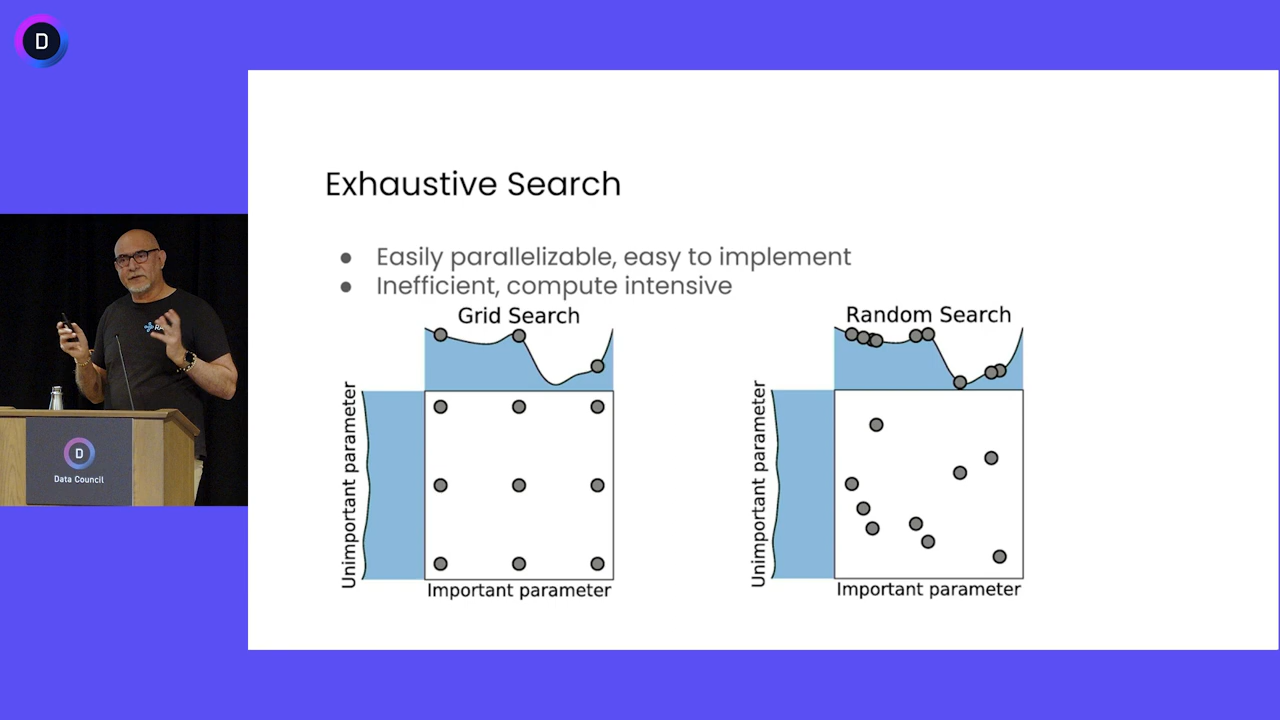 D
Exhaustive Search
● Easily parallelizable, easy to implement
● Inefficient, compute intensive
Grid Search
Unimportant parameter
Important parameter
Random Search
Unimportant parameter
Important parameter
D
Data Council